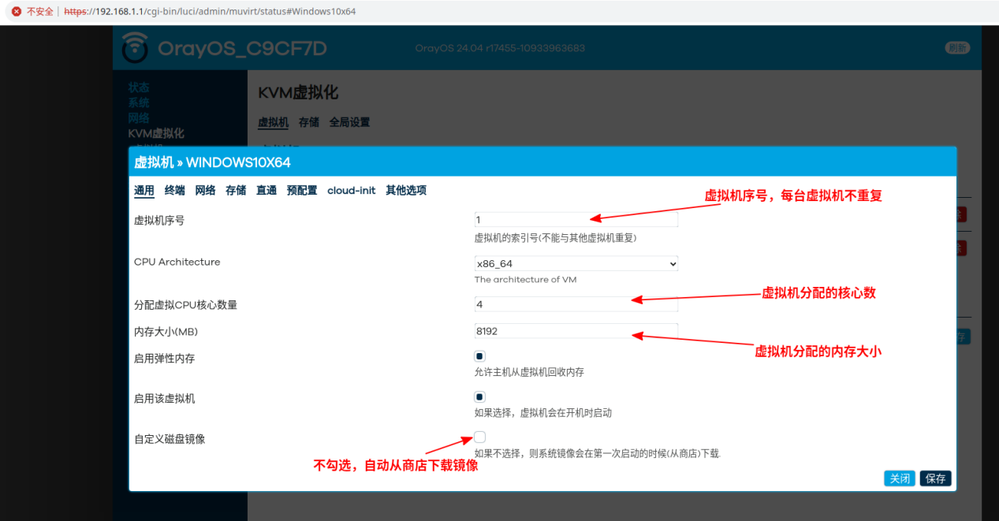 不安全 | https://192.168.1.1/cgi-bin/luci/admin/muvirt/status#Windows10x64
OrayOS_C9CF7D
OrayOS 24.04 r17455-10933963683
刷新
状态
系统
网络
KVM虚拟化
KVM虚拟化
虚拟机 存储 全局设置
虚拟机 » WINDOWS10X64
通用 终端 网络 存储 直通 预配置 cloud-init 其他选项
虚拟机序号，每台虚拟机不重复
虚拟机序号
1
虚拟机的索引号(不能与其他虚拟机重复)
CPU Architecture
x86_64
The architecture of VM
虚拟机分配的核心数
分配虚拟CPU核心数量
4
内存大小(MB)
8192
虚拟机分配的内存大小
启用弹性内存
允许主机从虚拟机回收内存
启用该虚拟机
如果选择，虚拟机会在开机时启动
自定义磁盘镜像
如果不选择，则系统镜像会在第一次启动的时候(从商店)下载.
不勾选，自动从商店下载镜像
关闭 保存